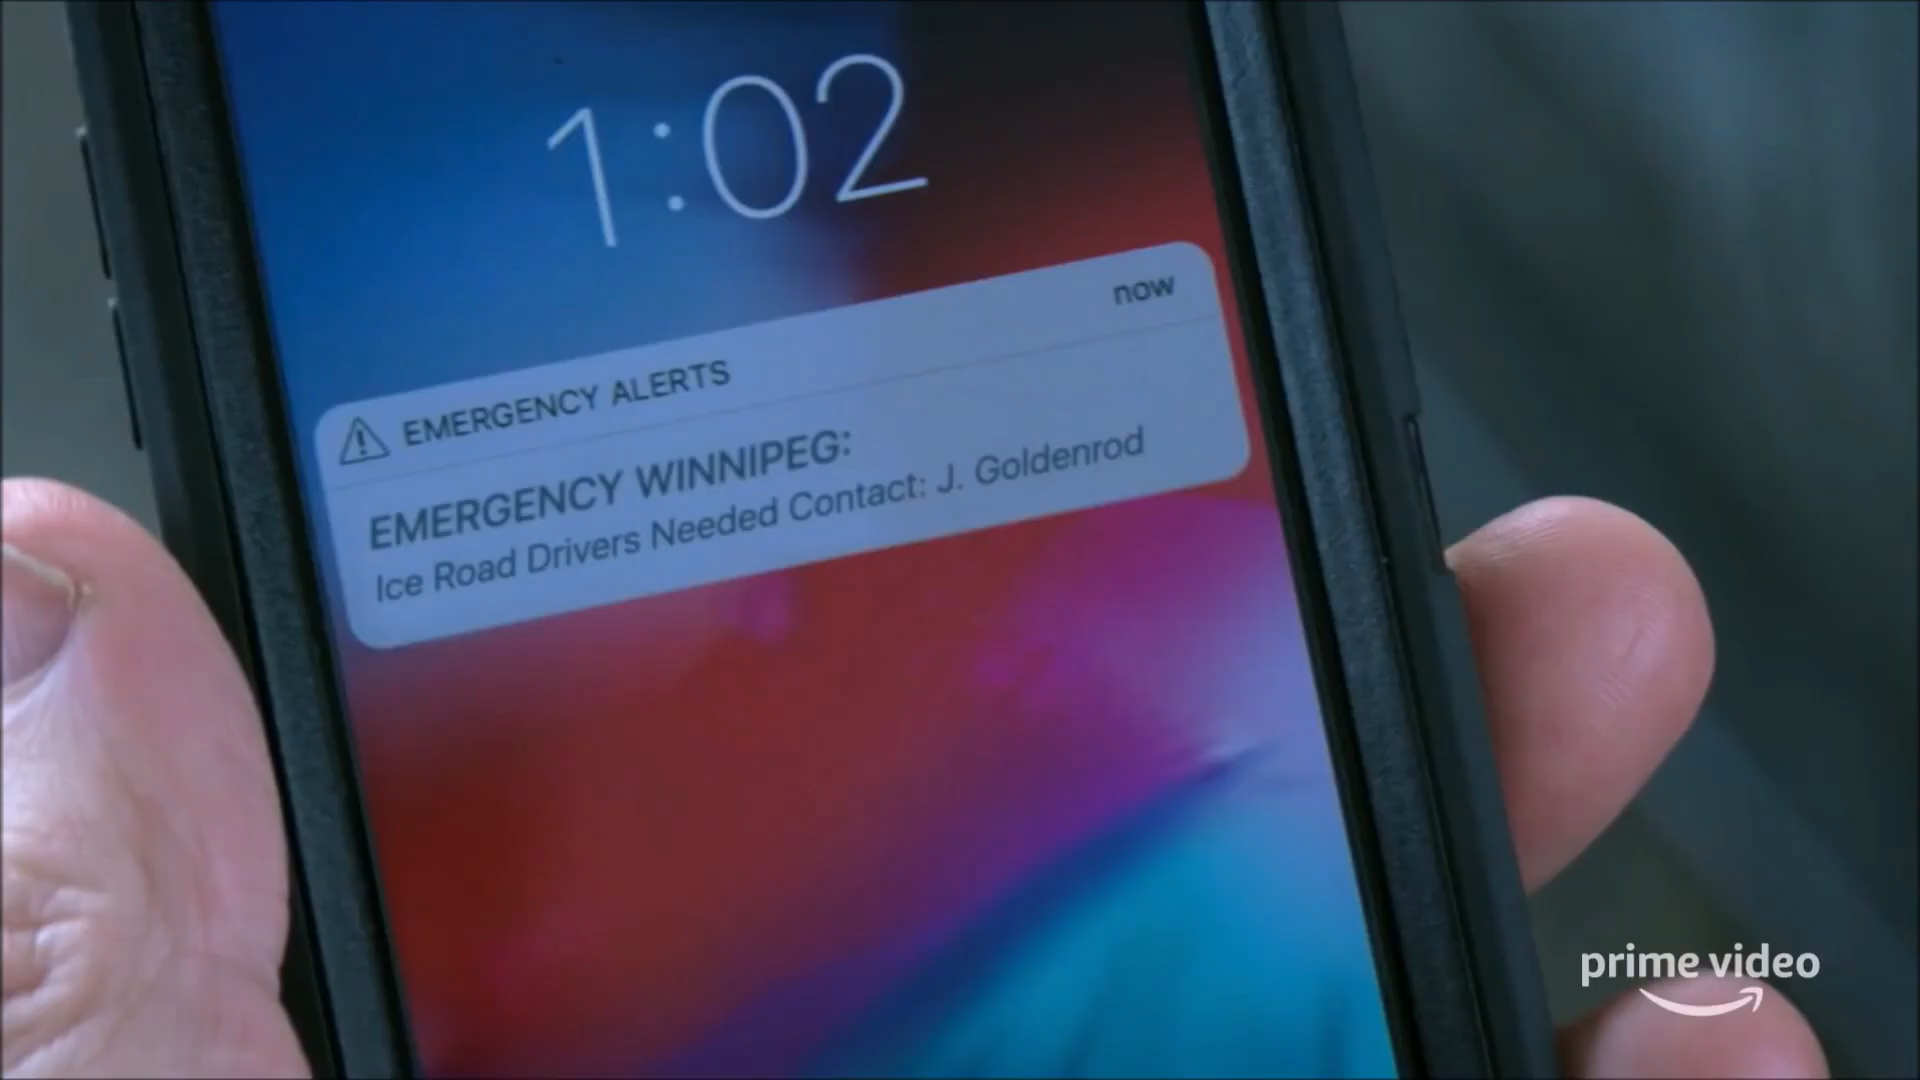 1:02
EMERGENCY ALERTS
now
EMERGENCY WINNIPEG:
Ice Road Drivers Needed Contact: J. Goldenrod
prime video